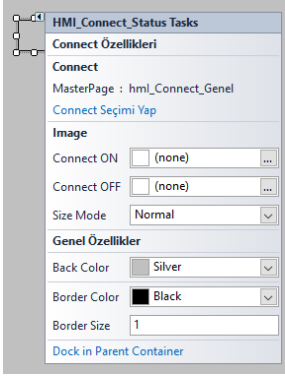 HMI_Connect_Status Tasks
Connect Özellikleri
Connect
MasterPage : hml_Connect_Genel
Connect Seçimi Yap
Image
Connect ON (none) ...
Connect OFF (none) ...
Size Mode Normal
Genel Özellikler
Back Color Silver
Border Color Black
Border Size 1
Dock in Parent Container